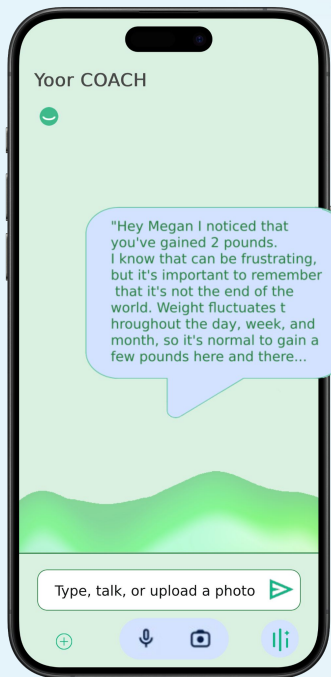 Yoor COACH
"Hey Megan I noticed that
you've gained 2 pounds.
I know that can be frustrating,
but it's important to remember
that it's not the end of the
world. Weight fluctuates t
hroughout the day, week, and
month, so it's normal to gain a
few pounds here and there...
Type, talk, or upload a photo